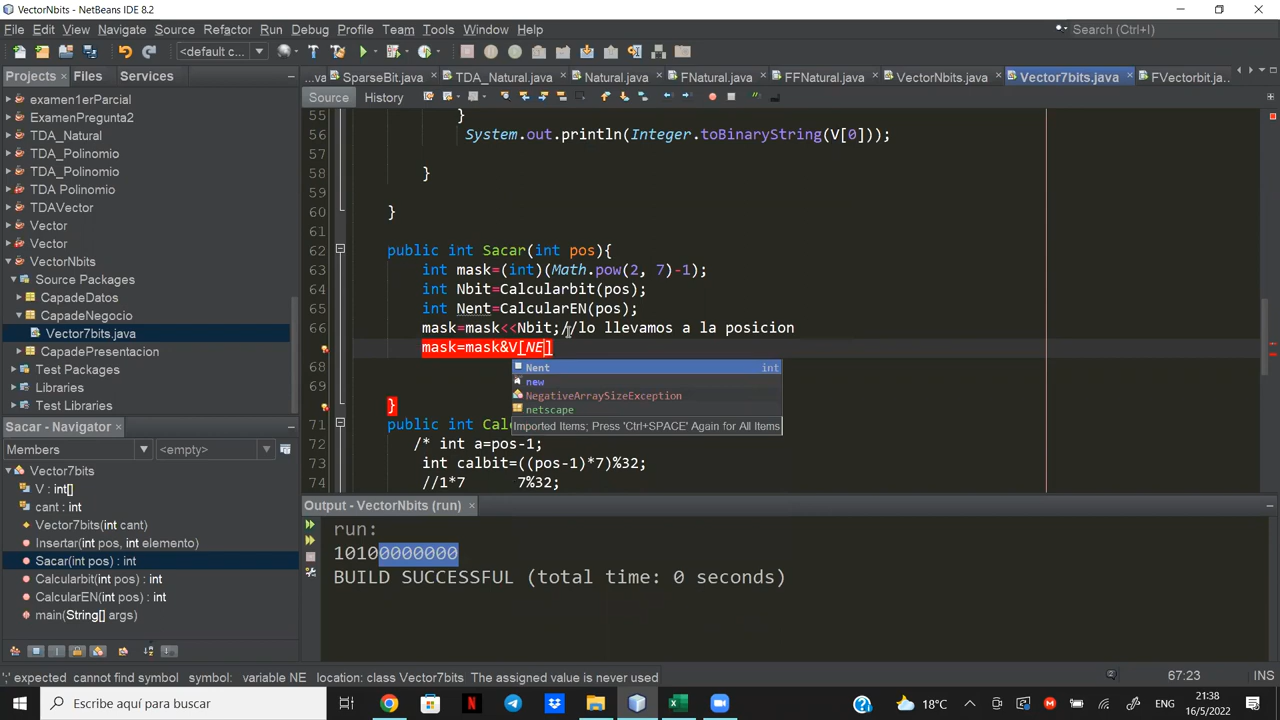 VectorNbits - NetBeans IDE 8.2
File Edit View Navigate Source Refactor Run Debug Profile Team Tools Window Help
Search (Ctrl+I)
<default c...
Projects × Files Services
...va SparseBit.java TDA_Natural.java FNatural.java FFNatural.java VectorNbits.java Vector7bits.java FVectorbit.ja...
Natural.java
Source History
examen1erParcial
ExamenPregunta2
TDA_Natural
TDA_Polinomio
TDA_Polinomio
TDA Polinomio
TDAVector
Vector
Vector
VectorNbits
Source Packages
CapadeDatos
CapadeNegocio
Vector7bits.java
CapadePresentacion
Test Packages
Libraries
Test Libraries
55 }
56 System.out.println(Integer.toBinaryString(V[0]));
57
58 }
59
60 }
61
62 public int Sacar(int pos){
63 int mask=(int)(Math.pow(2, 7)-1);
64 int Nbit=Calcularbit(pos);
65 int Nent=CalcularEN(pos);
66 mask=mask<<Nbit;//lo llevamos a la posicion
mask=mask&V[NE]
68
69
}
71 public int Calc
72 /* int a=pos-1;
73 int calbit=((pos-1)*7)%32;
74 //1*7 7%32;
Nent int
new
NegativeArraySizeException
netscape
Imported Items; Press 'Ctrl+SPACE' Again for All Items
Sacar - Navigator ×
Members <empty>
Vector7bits
V : int[]
cant : int
Vector7bits(int cant)
Insertar(int pos, int elemento)
Sacar(int pos) : int
Calcularbit(int pos) : int
CalcularEN(int pos) : int
main(String[] args)
Output - VectorNbits (run) ×
run:
10100000000
BUILD SUCCESSFUL (total time: 0 seconds)
';' expected cannot find symbol symbol: variable NE location: class Vector7bits The assigned value is never used
67:23 INS
Escribe aquí para buscar
18°C
ENG
21:38
16/5/2022